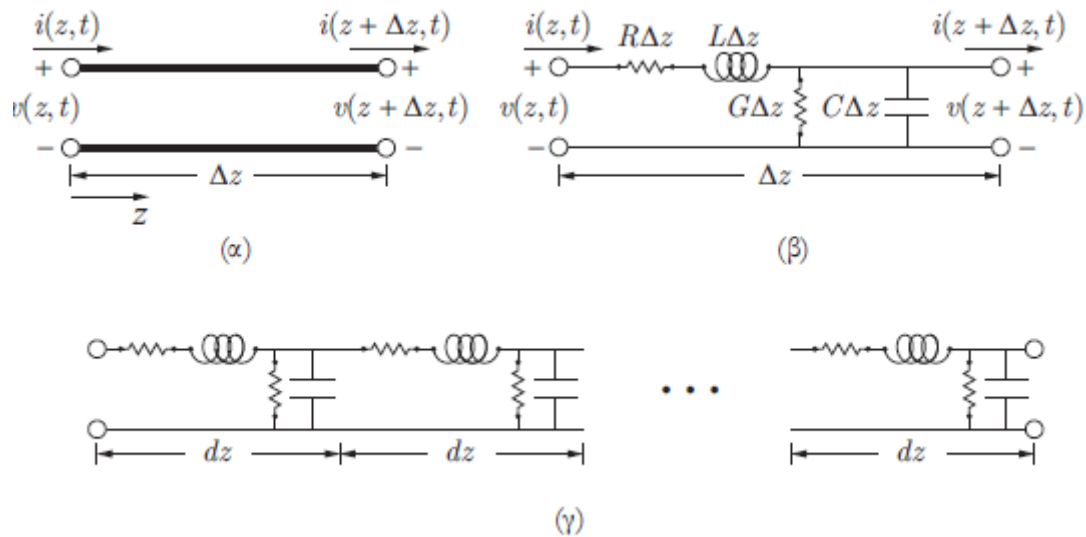 i(z,t) i(z + Δz,t)
+ +
v(z,t) v(z + Δz,t)
− −
Δz
z
(α)
i(z,t) RΔz LΔz i(z + Δz,t)
+ +
v(z,t) GΔz CΔz v(z + Δz,t)
− −
Δz
(β)
• • •
dz dz dz
(γ)